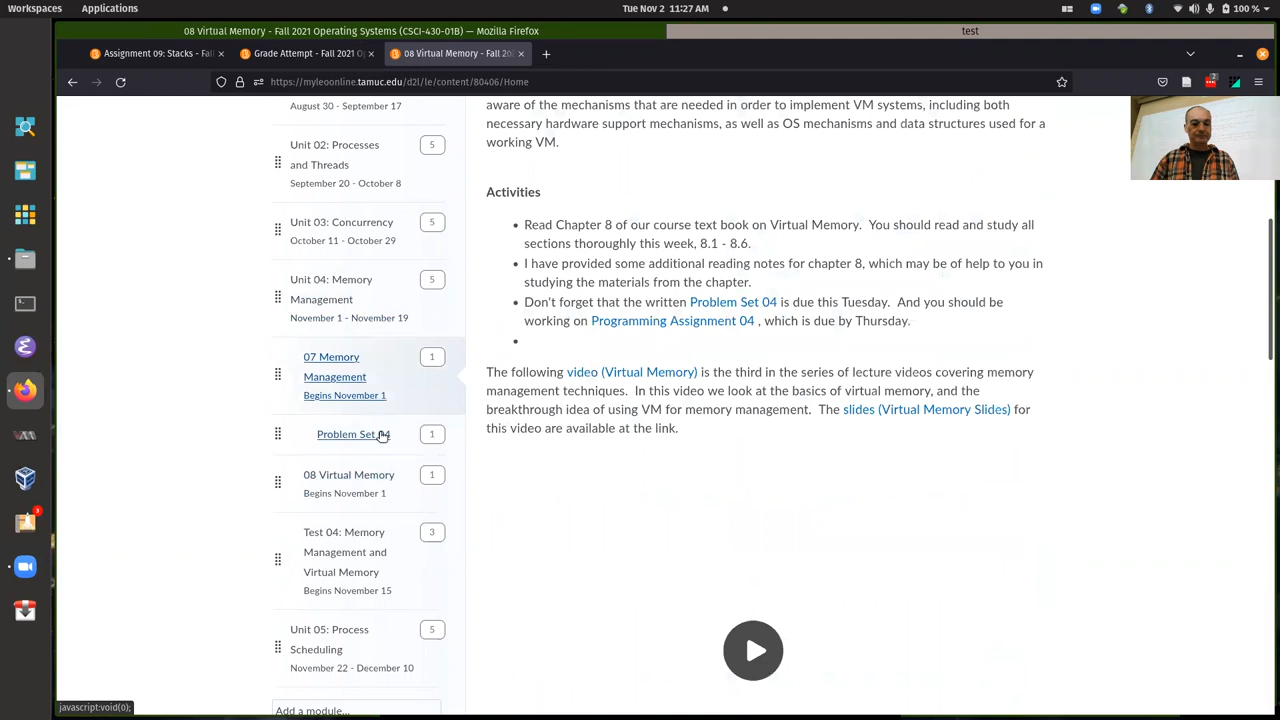 Workspaces Applications Tue Nov 2 11:27 AM 100 %
08 Virtual Memory - Fall 2021 Operating Systems (CSCI-430-01B) — Mozilla Firefox test
Assignment 09: Stacks - Fall Grade Attempt - Fall 2021 O 08 Virtual Memory - Fall 20
https://myleoonline.tamuc.edu/d2l/le/content/80406/Home
2
August 30 - September 17
Unit 02: Processes
and Threads
September 20 - October 8
5
Unit 03: Concurrency
October 11 - October 29
5
Unit 04: Memory
Management
November 1 - November 19
5
07 Memory
Management
Begins November 1
1
Problem Set 04
1
08 Virtual Memory
Begins November 1
1
Test 04: Memory
Management and
Virtual Memory
Begins November 15
3
Unit 05: Process
Scheduling
November 22 - December 10
5
Add a module...
aware of the mechanisms that are needed in order to implement VM systems, including both
necessary hardware support mechanisms, as well as OS mechanisms and data structures used for a
working VM.
Activities
• Read Chapter 8 of our course text book on Virtual Memory. You should read and study all
sections thoroughly this week, 8.1 - 8.6.
• I have provided some additional reading notes for chapter 8, which may be of help to you in
studying the materials from the chapter.
• Don't forget that the written Problem Set 04 is due this Tuesday. And you should be
working on Programming Assignment 04 , which is due by Thursday.
•
The following video (Virtual Memory) is the third in the series of lecture videos covering memory
management techniques. In this video we look at the basics of virtual memory, and the
breakthrough idea of using VM for memory management. The slides (Virtual Memory Slides) for
this video are available at the link.
3
javascript:void(0);